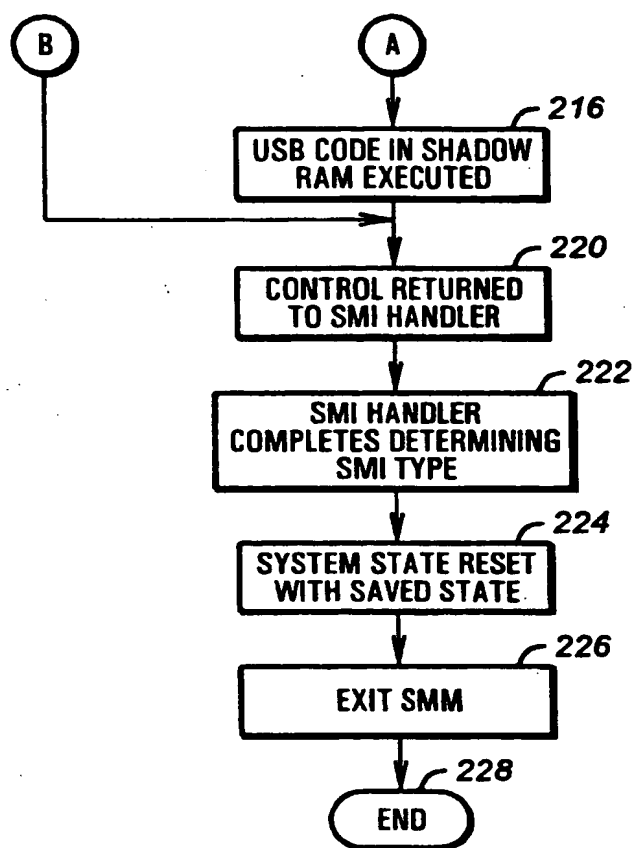 B
A
216
USB CODE IN SHADOW
RAM EXECUTED
220
CONTROL RETURNED
TO SMI HANDLER
222
SMI HANDLER
COMPLETES DETERMINING
SMI TYPE
224
SYSTEM STATE RESET
WITH SAVED STATE
226
EXIT SMM
228
END